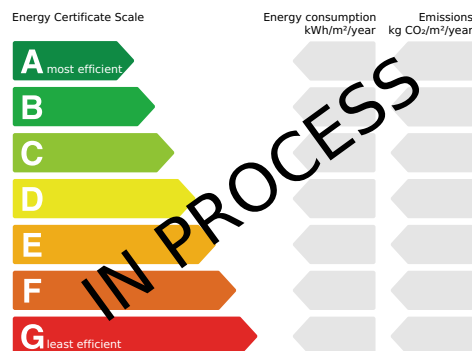 Energy Certificate Scale
Energy consumption
kWh/m²/year
Emissions
kg CO₂/m²/year
A most efficient
B
C
D
E
F
G least efficient
IN PROCESS